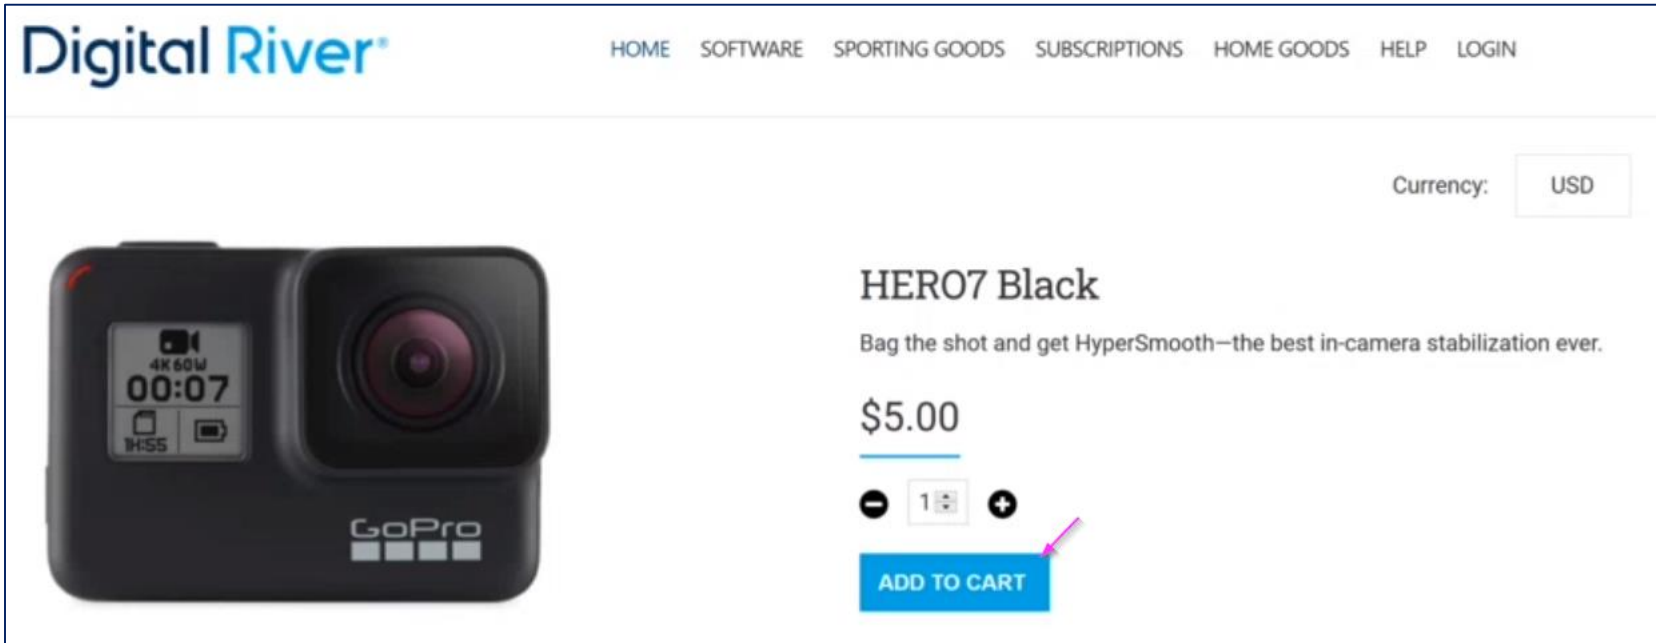 Digital River®
HOME SOFTWARE SPORTING GOODS SUBSCRIPTIONS HOME GOODS HELP LOGIN
Currency: USD
HERO7 Black
Bag the shot and get HyperSmooth—the best in-camera stabilization ever.
$5.00
1
ADD TO CART
4K60W
00:07
1H:55
GoPro